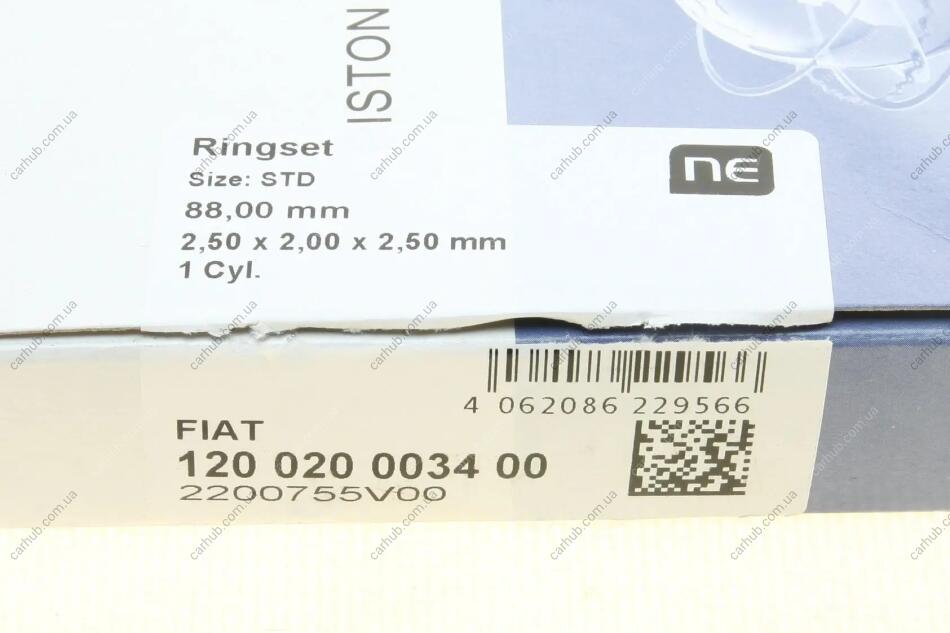 ISTON
Ringset
Size: STD
88,00 mm
2,50 x 2,00 x 2,50 mm
1 Cyl.
NE
4 062086 229566
FIAT
120 020 0034 00
2200755V00
carhub.com.ua